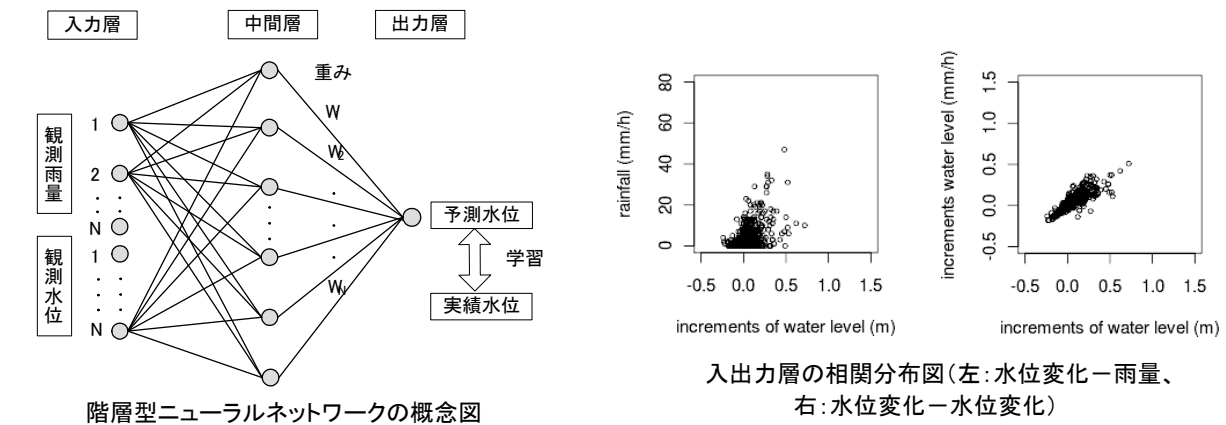 入力層
中間層
出力層
重み
W1
W2
WN
観測雨量
1
2
N
観測水位
1
N
予測水位
学習
実績水位
階層型ニューラルネットワークの概念図
rainfall (mm/h)
80
60
40
20
0
-0.5 0.0 0.5 1.0 1.5
increments of water level (m)
increments water level (mm/h)
1.5
1.0
0.5
0.0
-0.5
-0.5 0.0 0.5 1.0 1.5
increments of water level (m)
入出力層の相関分布図(左:水位変化－雨量、
右:水位変化－水位変化)